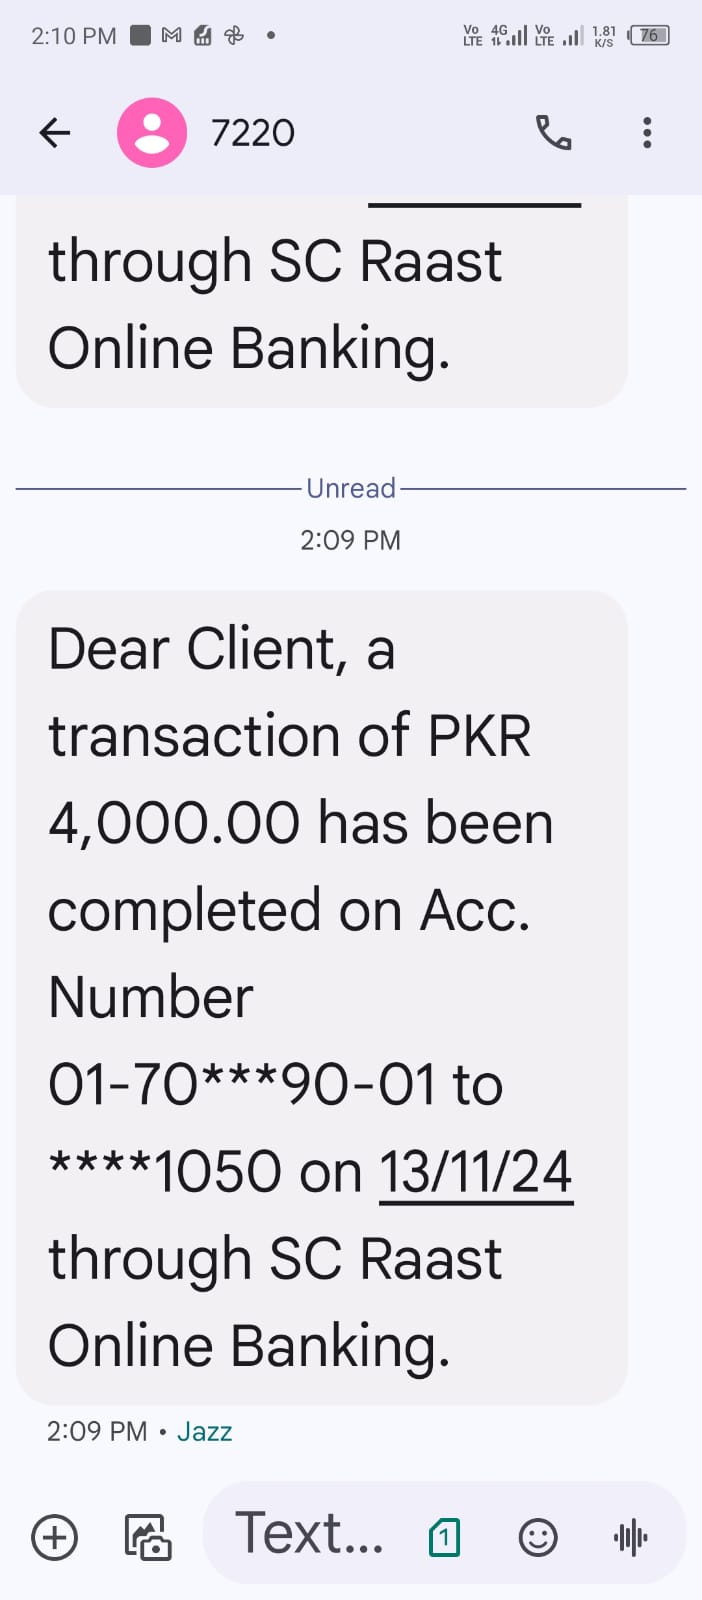 2:10 PM
Vo LTE 4G Vo LTE 1.81 K/S 76
7220
through SC Raast
Online Banking.
Unread
2:09 PM
Dear Client, a
transaction of PKR
4,000.00 has been
completed on Acc.
Number
01-70***90-01 to
****1050 on 13/11/24
through SC Raast
Online Banking.
2:09 PM • Jazz
Text...
1